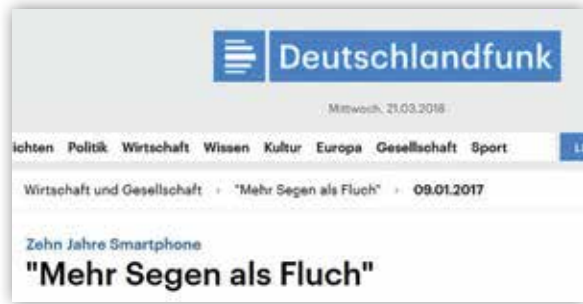 Deutschlandfunk
Mittwoch, 21.03.2018
ichten Politik Wirtschaft Wissen Kultur Europa Gesellschaft Sport
Wirtschaft und Gesellschaft › "Mehr Segen als Fluch" › 09.01.2017
Zehn Jahre Smartphone
"Mehr Segen als Fluch"